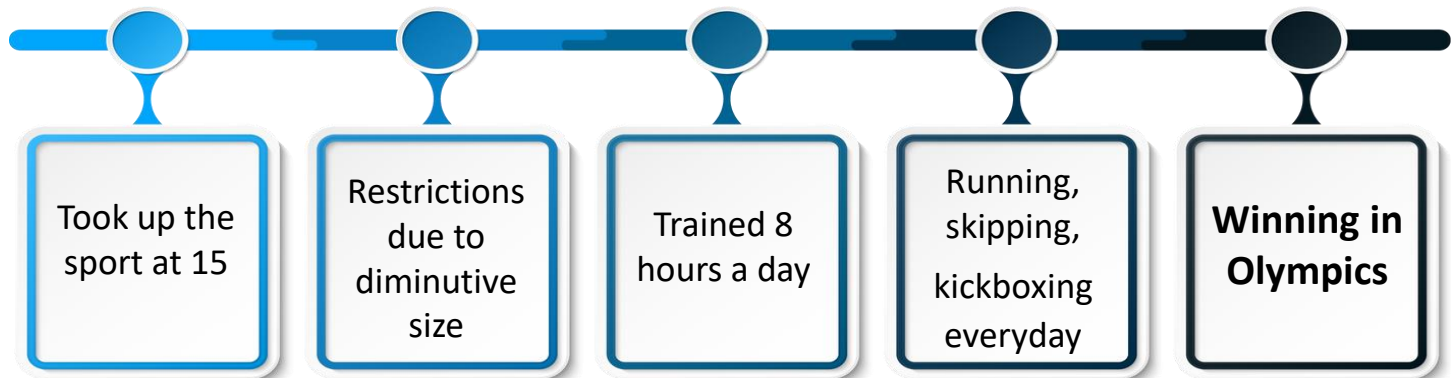 Took up the
sport at 15
Restrictions
due to
diminutive
size
Trained 8
hours a day
Running,
skipping,
kickboxing
everyday
Winning in
Olympics